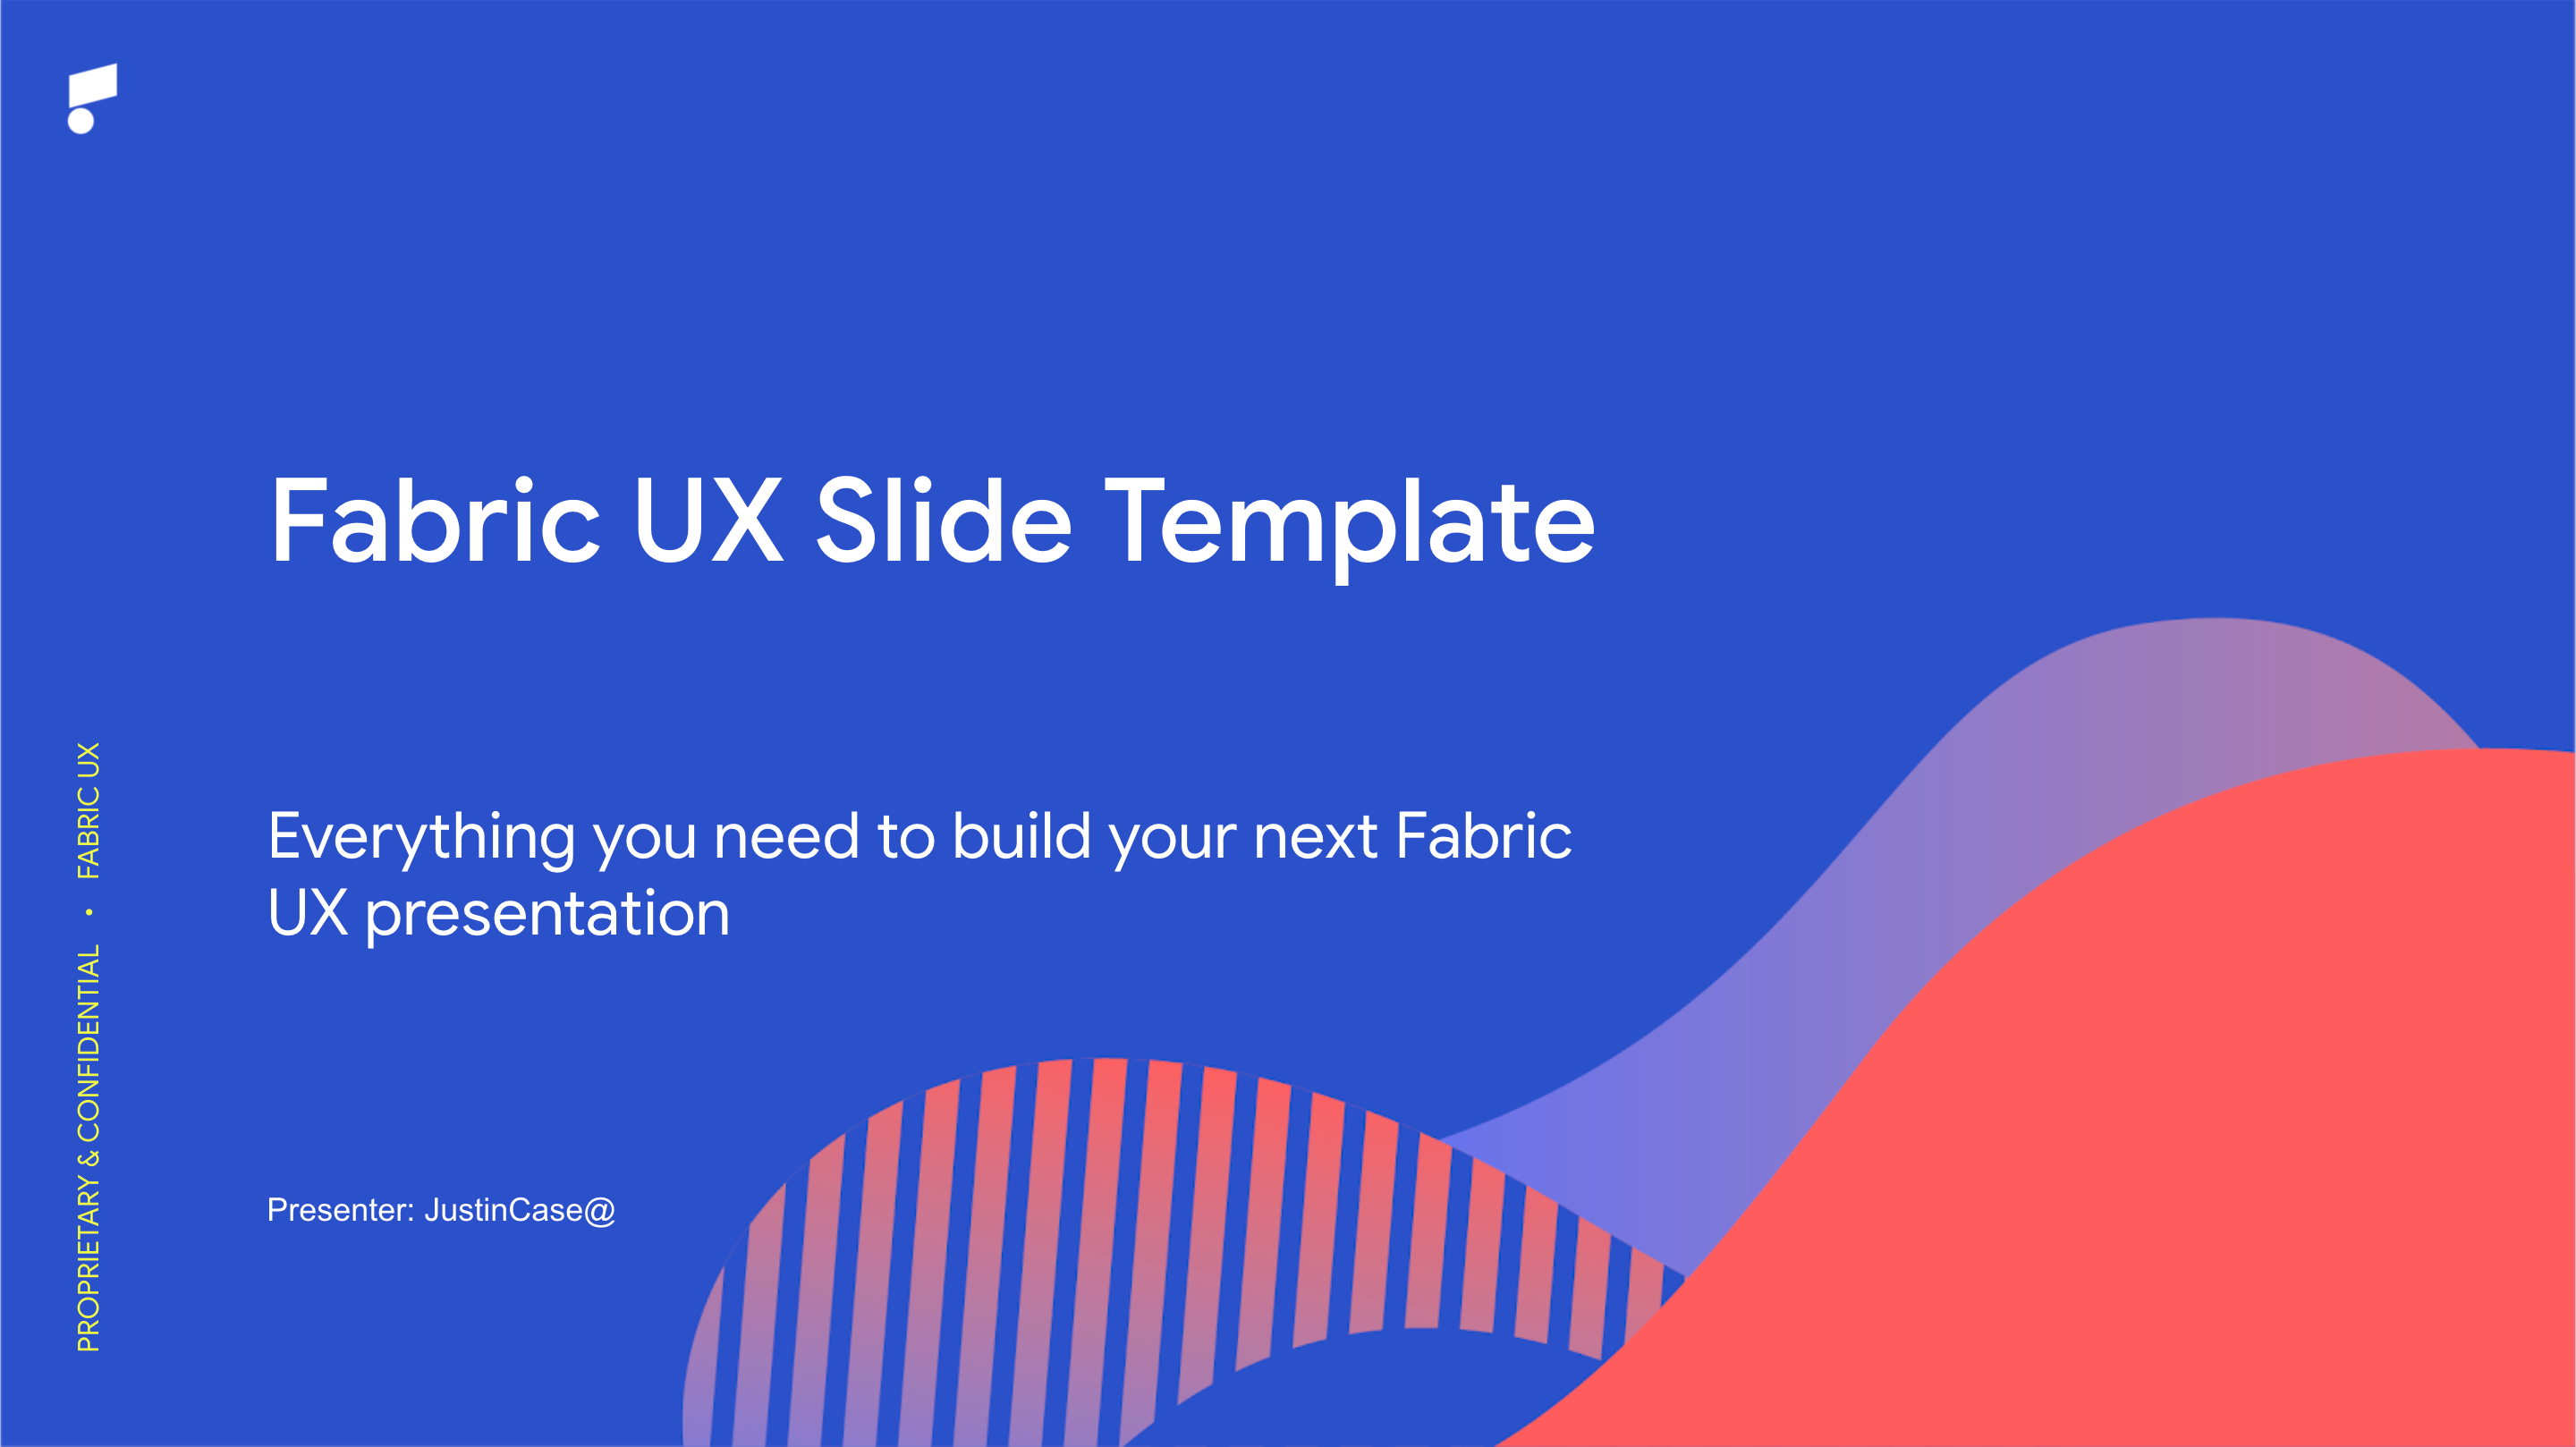 Fabric UX Slide Template
Everything you need to build your next Fabric
UX presentation
Presenter: JustinCase@
PROPRIETARY & CONFIDENTIAL • FABRIC UX